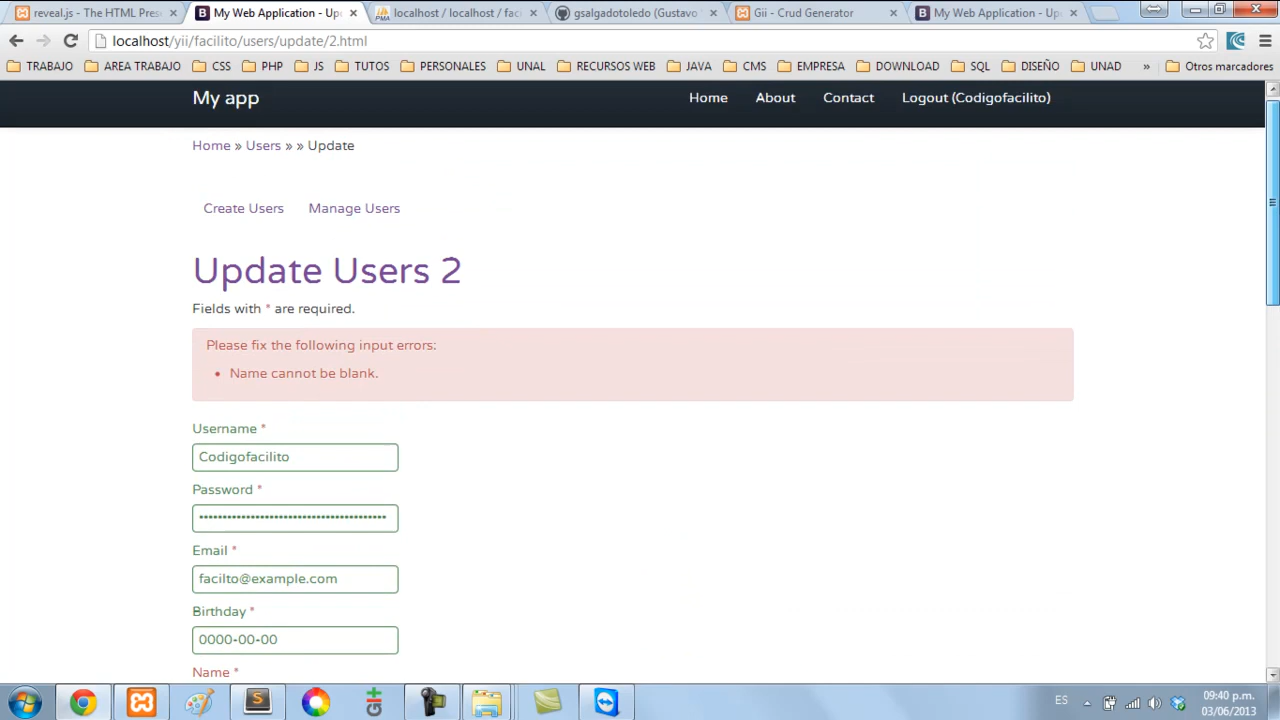 reveal.js - The HTML Pres
My Web Application - Upd
localhost / localhost / faci
gsalgadotoledo (Gustavo
Gii - Crud Generator
My Web Application - Upd
localhost/yii/facilito/users/update/2.html
TRABAJO
AREA TRABAJO
CSS
PHP
JS
TUTOS
PERSONALES
UNAL
RECURSOS WEB
JAVA
CMS
EMPRESA
DOWNLOAD
SQL
DISEÑO
UNAD
»
Otros marcadores
My app
Home
About
Contact
Logout (Codigofacilito)
Home » Users » » Update
Create Users
Manage Users
Update Users 2
Fields with * are required.
Please fix the following input errors:
• Name cannot be blank.
Username *
Codigofacilito
Password *
Email *
facilto@example.com
Birthday *
0000-00-00
Name *
ES
09:40 p.m.
03/06/2013